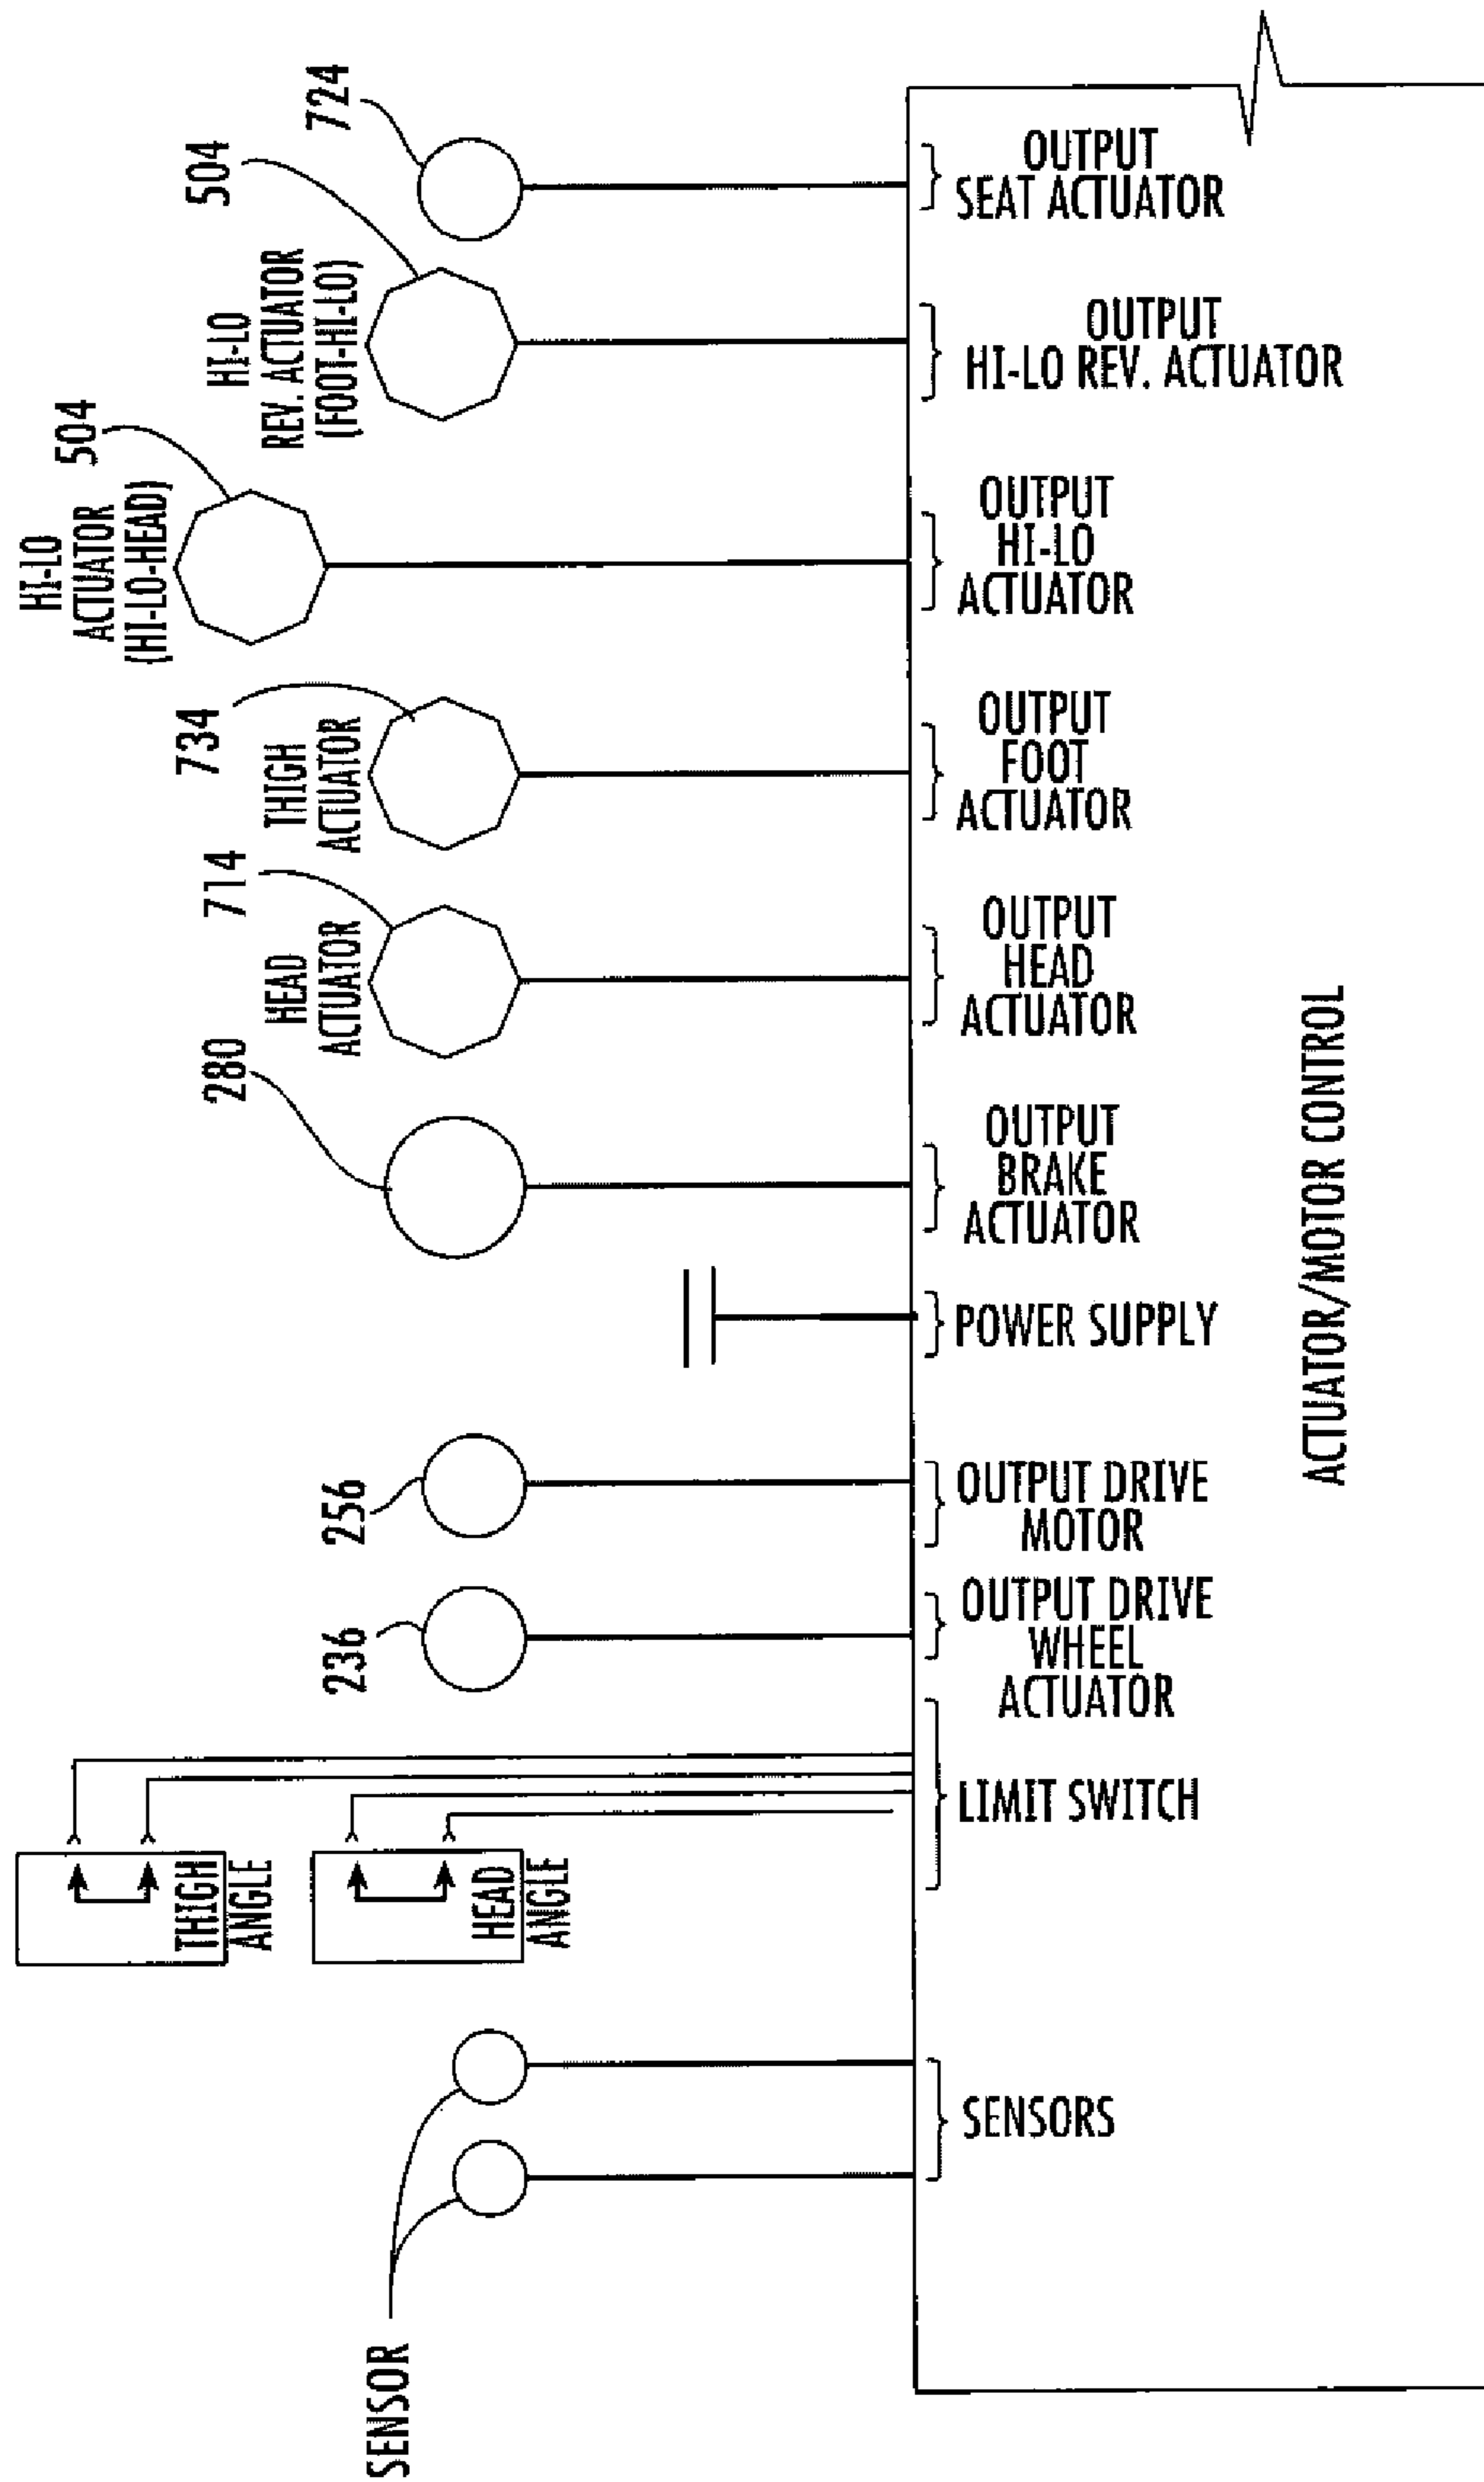 SENSOR
THIGH
ANGLE
HEAD
ANGLE
236
256
280
714
HEAD
ACTUATOR
734
THIGH
ACTUATOR
504
HI-LO
ACTUATOR
(HI-LO-HEAD)
504
HI-LO
REV. ACTUATOR
(FOOT-HI-LO)
724
SENSORS
LIMIT SWITCH
OUTPUT DRIVE
WHEEL
ACTUATOR
OUTPUT DRIVE
MOTOR
POWER SUPPLY
OUTPUT
BRAKE
ACTUATOR
OUTPUT
HEAD
ACTUATOR
OUTPUT
FOOT
ACTUATOR
OUTPUT
HI-LO
ACTUATOR
OUTPUT
HI-LO REV. ACTUATOR
OUTPUT
SEAT ACTUATOR
ACTUATOR/MOTOR CONTROL